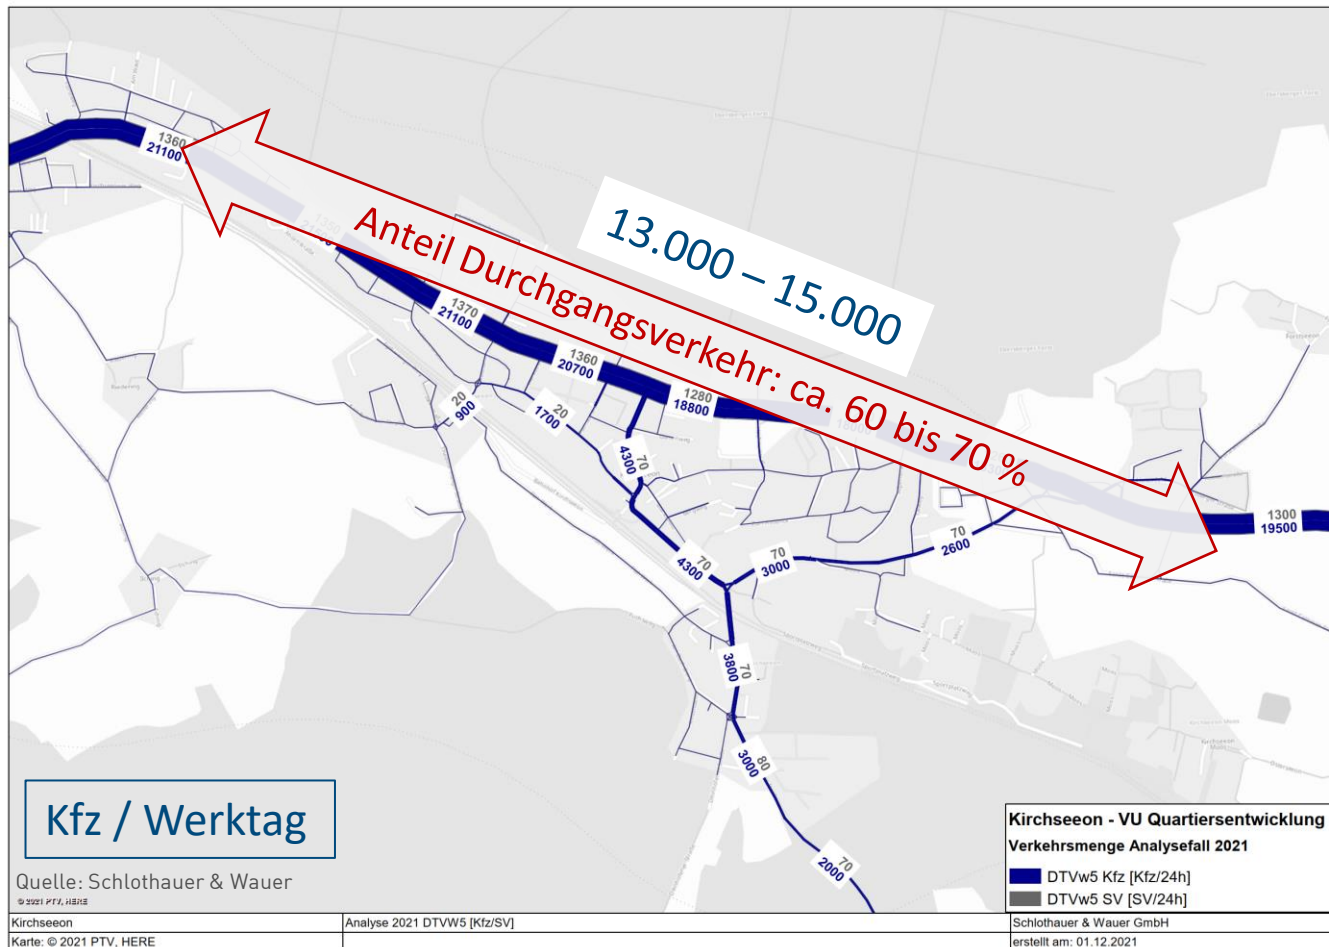 1360
21100
1370
21100
1360
20700
1280
18800
13.000 – 15.000
Anteil Durchgangsverkehr: ca. 60 bis 70 %
20
900
20
1700
70
4300
70
4300
70
3000
70
2600
1300
19500
70
3800
80
3000
70
2000
Kfz / Werktag
Quelle: Schlothauer & Wauer
© 2021 PTV, HERE
Kirchseeon - VU Quartiersentwicklung
Verkehrsmenge Analysefall 2021
DTVw5 Kfz [Kfz/24h]
DTVw5 SV [SV/24h]
Kirchseeon
Analyse 2021 DTVW5 [Kfz/SV]
Schlothauer & Wauer GmbH
Karte: © 2021 PTV, HERE
erstellt am: 01.12.2021